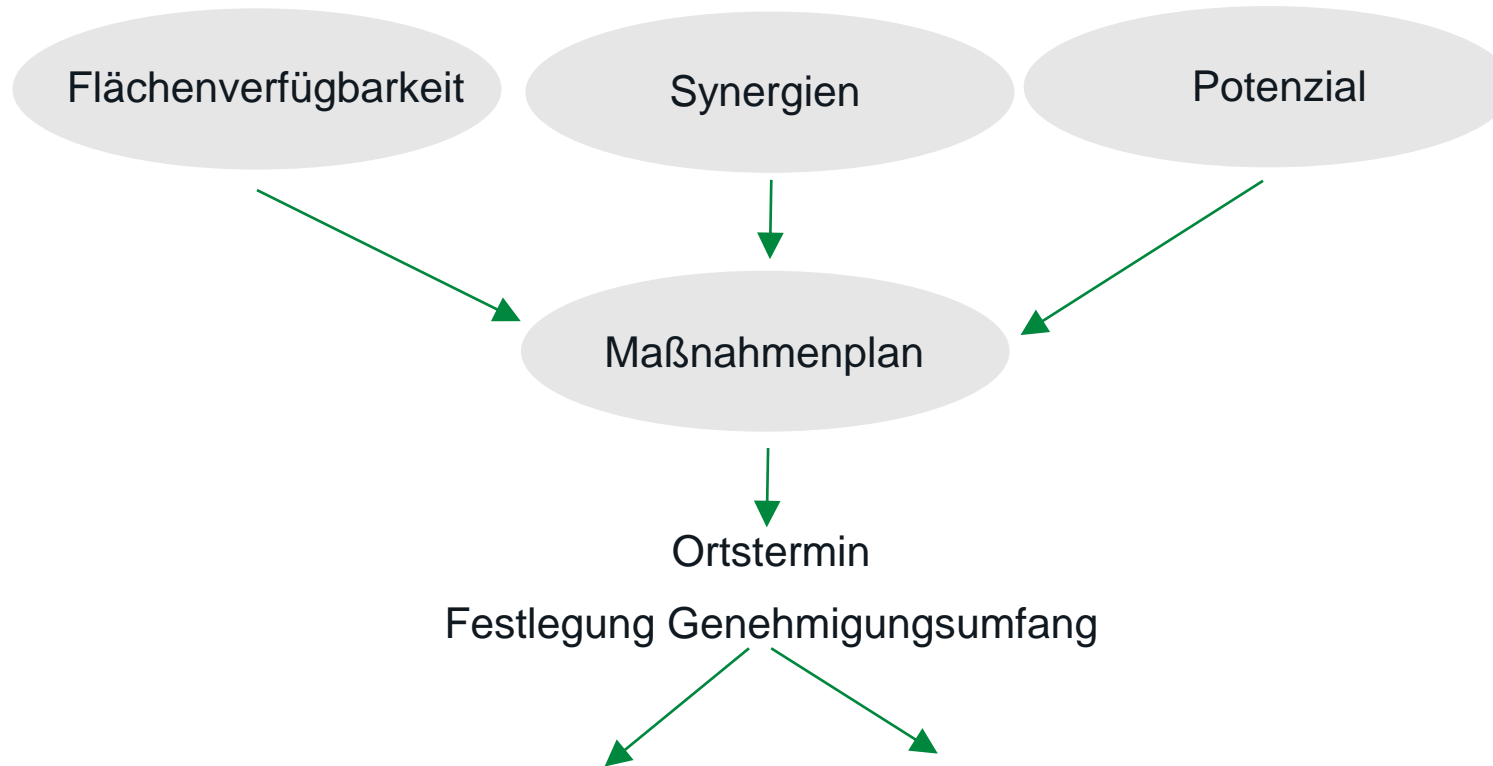 Flächenverfügbarkeit
Synergien
Potenzial
Maßnahmenplan
Ortstermin
Festlegung Genehmigungsumfang